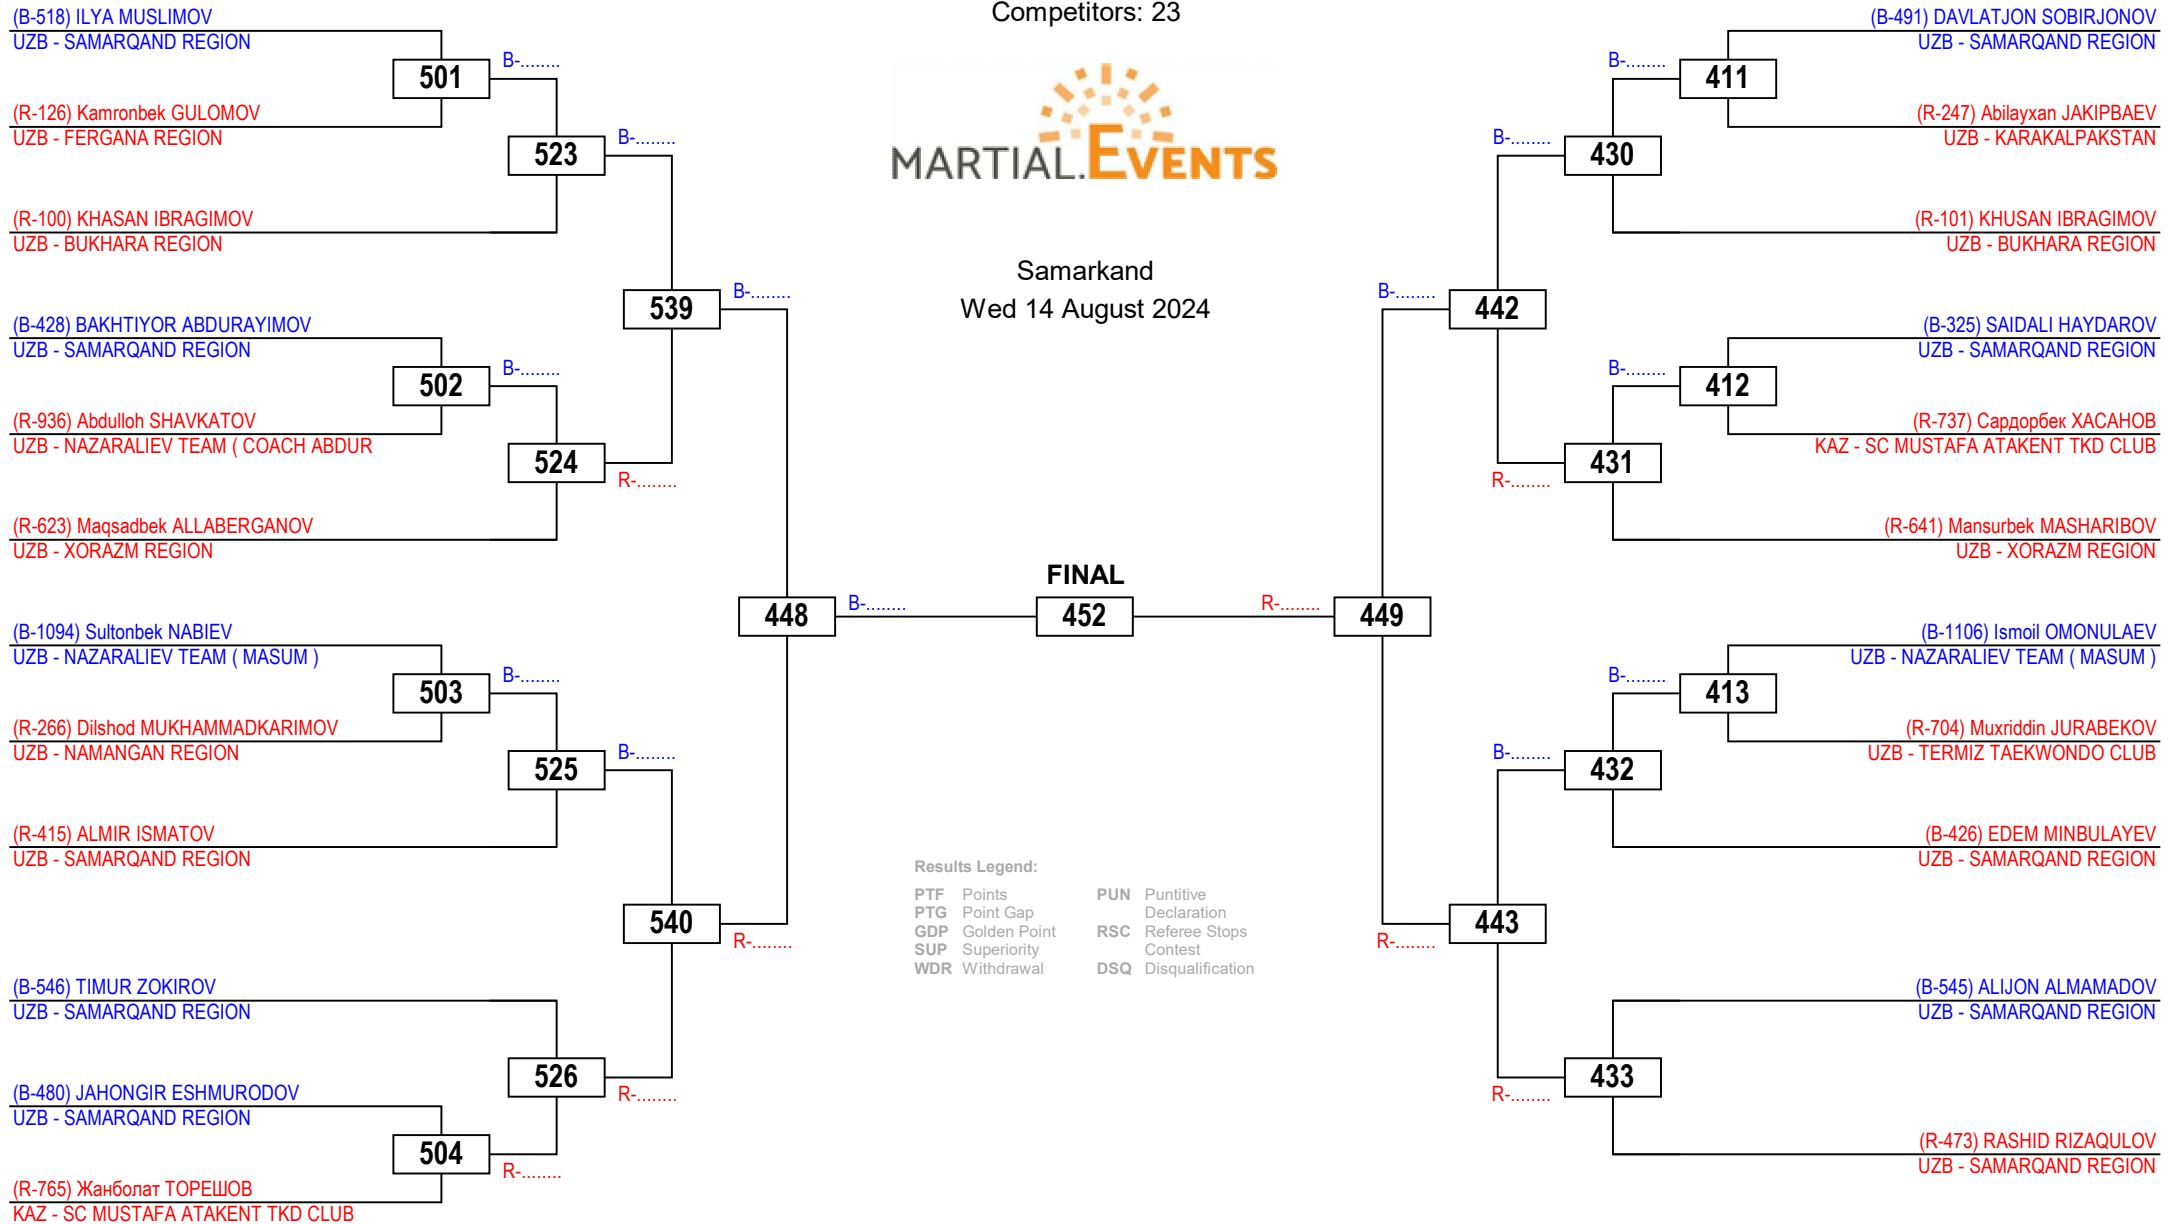 Competitors: 23
MARTIAL.EVENTS
Samarkand
Wed 14 August 2024
(B-518) ILYA MUSLIMOV
UZB - SAMARQAND REGION
501
B-........
(R-126) Kamronbek GULOMOV
UZB - FERGANA REGION
523
B-........
(R-100) KHASAN IBRAGIMOV
UZB - BUKHARA REGION
539
B-........
(B-428) BAKHTIYOR ABDURAYIMOV
UZB - SAMARQAND REGION
502
B-........
(R-936) Abdulloh SHAVKATOV
UZB - NAZARALIEV TEAM ( COACH ABDUR
524
R-........
(R-623) Maqsadbek ALLABERGANOV
UZB - XORAZM REGION
448
B-........
(B-1094) Sultonbek NABIEV
UZB - NAZARALIEV TEAM ( MASUM )
503
B-........
(R-266) Dilshod MUKHAMMADKARIMOV
UZB - NAMANGAN REGION
525
B-........
(R-415) ALMIR ISMATOV
UZB - SAMARQAND REGION
540
R-........
(B-546) TIMUR ZOKIROV
UZB - SAMARQAND REGION
526
R-........
(B-480) JAHONGIR ESHMURODOV
UZB - SAMARQAND REGION
504
R-........
(R-765) Жанболат ТОРЕШОВ
KAZ - SC MUSTAFA ATAKENT TKD CLUB
FINAL
452
(B-491) DAVLATJON SOBIRJONOV
UZB - SAMARQAND REGION
B-........
411
(R-247) Abilayxan JAKIPBAEV
UZB - KARAKALPAKSTAN
B-........
430
(R-101) KHUSAN IBRAGIMOV
UZB - BUKHARA REGION
B-........
442
(B-325) SAIDALI HAYDAROV
UZB - SAMARQAND REGION
B-........
412
(R-737) Сардорбек ХАСАНОВ
KAZ - SC MUSTAFA ATAKENT TKD CLUB
431
R-........
(R-641) Mansurbek MASHARIBOV
UZB - XORAZM REGION
R-........
449
(B-1106) Ismoil OMONULAEV
UZB - NAZARALIEV TEAM ( MASUM )
B-........
413
(R-704) Muxriddin JURABEKOV
UZB - TERMIZ TAEKWONDO CLUB
B-........
432
(B-426) EDEM MINBULAYEV
UZB - SAMARQAND REGION
443
R-........
(B-545) ALIJON ALMAMADOV
UZB - SAMARQAND REGION
433
R-........
(R-473) RASHID RIZAQULOV
UZB - SAMARQAND REGION
Results Legend:
PTF Points
PTG Point Gap
GDP Golden Point
SUP Superiority
WDR Withdrawal
PUN Puntitive
Declaration
RSC Referee Stops
Contest
DSQ Disqualification